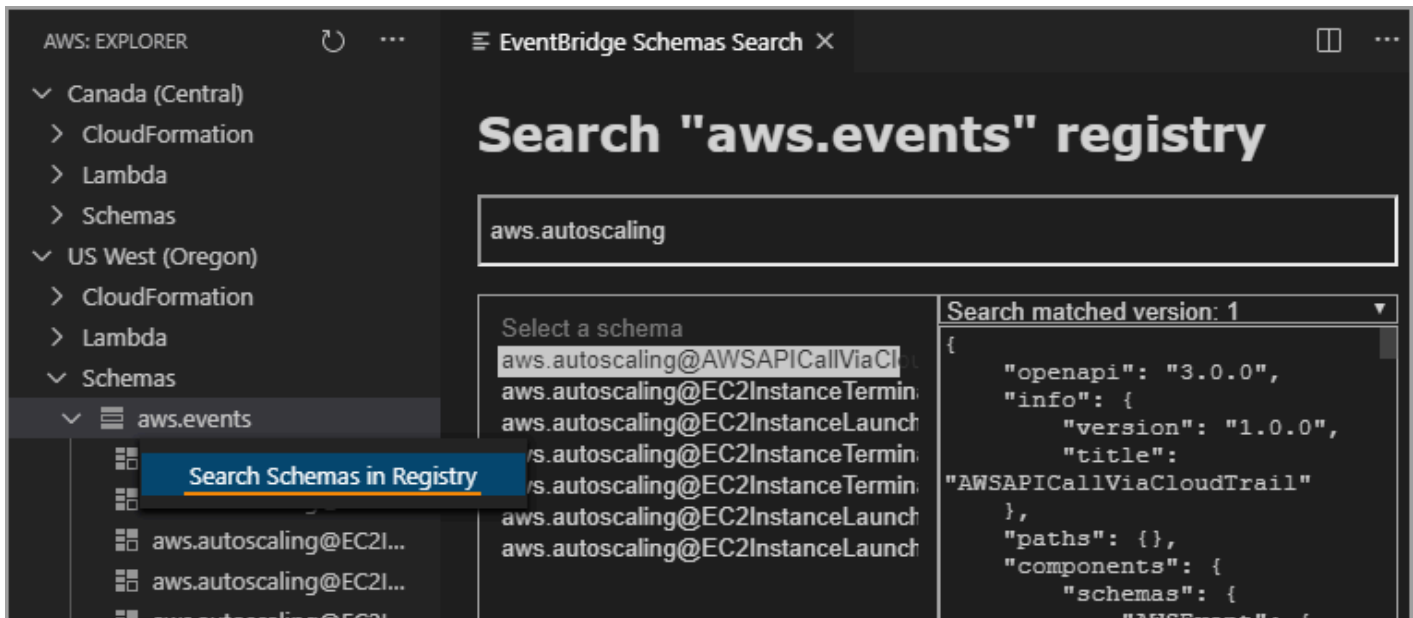 AWS: EXPLORER
Canada (Central)
CloudFormation
Lambda
Schemas
US West (Oregon)
CloudFormation
Lambda
Schemas
aws.events
Search Schemas in Registry
aws.autoscaling@EC2I...
aws.autoscaling@EC2I...
EventBridge Schemas Search
Search "aws.events" registry
aws.autoscaling
Select a schema
aws.autoscaling@AWSAPICallViaClou
aws.autoscaling@EC2InstanceTermin
aws.autoscaling@EC2InstanceLaunch
s.autoscaling@EC2InstanceTermin
s.autoscaling@EC2InstanceTermin
aws.autoscaling@EC2InstanceLaunch
aws.autoscaling@EC2InstanceLaunch
Search matched version: 1
{
"openapi": "3.0.0",
"info": {
"version": "1.0.0",
"title":
"AWSAPICallViaCloudTrail"
},
"paths": {},
"components": {
"schemas": {